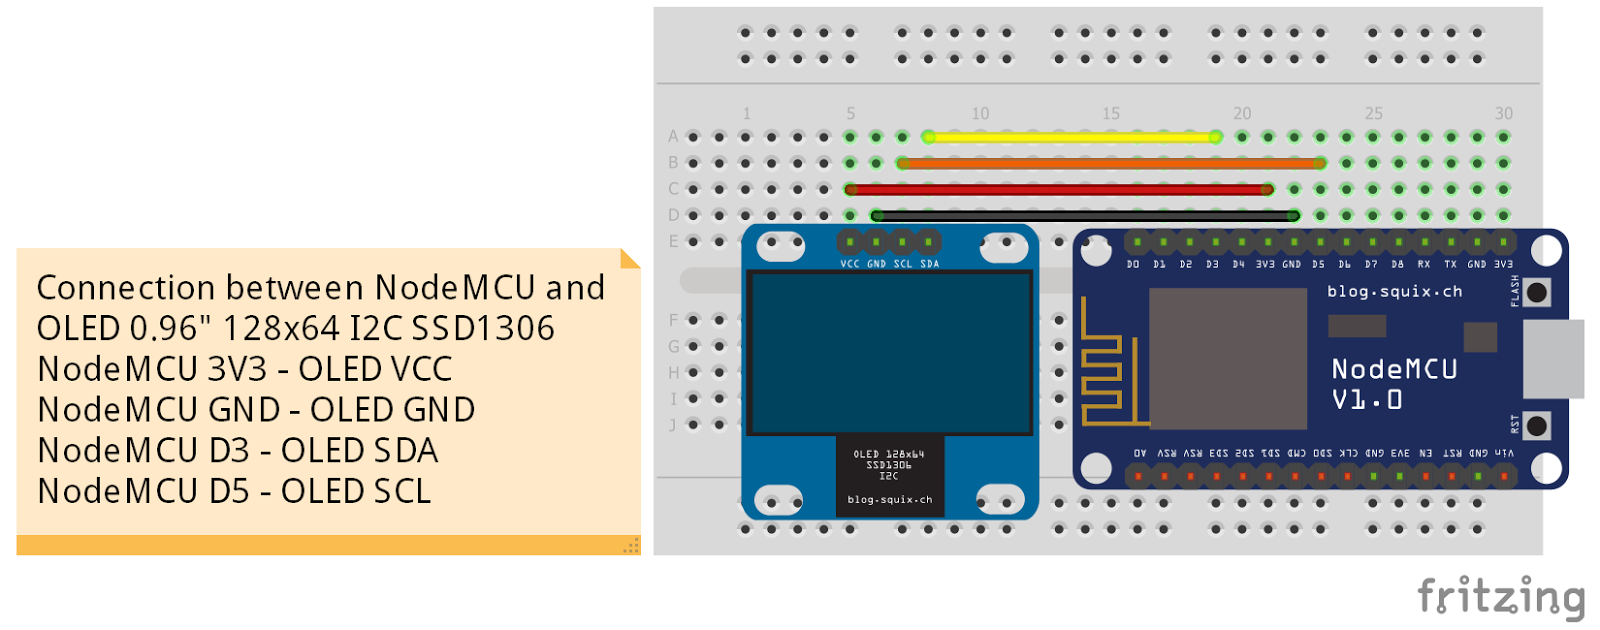 Connection between NodeMCU and
OLED 0.96" 128x64 I2C SSD1306
NodeMCU 3V3 - OLED VCC
NodeMCU GND - OLED GND
NodeMCU D3 - OLED SDA
NodeMCU D5 - OLED SCL
1 5 10 15 20 25 30
A
B
C
D
E
F
G
H
I
J
VCC GND SCL SDA
OLED 128x64
SSD1306
I2C
blog.squix.ch
D0 D1 D2 D3 D4 3V3 GND D5 D6 D7 D8 RX TX GND 3V3
blog.squix.ch
FLASH
NodeMCU
V1.0
RST
A0 RSV RSV SD3 SD2 SD1 CMD SD0 CLK GND 3V3 EN RST GND Vin
fritzing